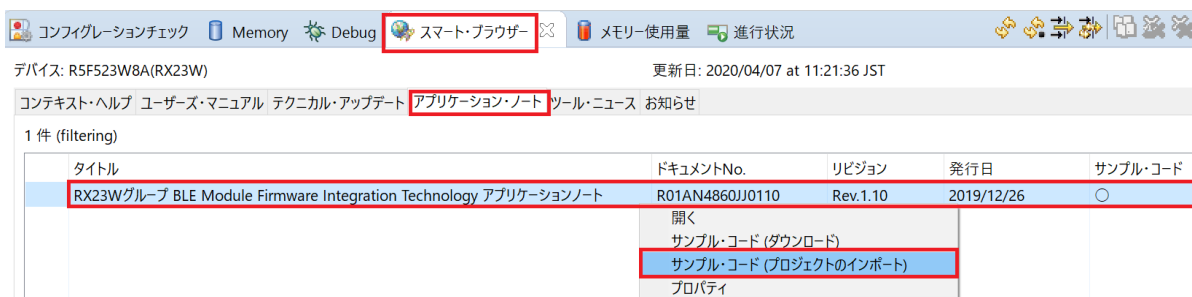 コンフィグレーションチェック Memory Debug スマート・ブラウザー メモリー使用量 進行状況
デバイス: R5F523W8A(RX23W) 更新日: 2020/04/07 at 11:21:36 JST
コンテキスト・ヘルプ ユーザーズ・マニュアル テクニカル・アップデート アプリケーション・ノート ツール・ニュース お知らせ
1 件 (filtering)
タイトル ドキュメントNo. リビジョン 発行日 サンプル・コード
RX23Wグループ BLE Module Firmware Integration Technology アプリケーションノート R01AN4860JJ0110 Rev.1.10 2019/12/26 ○
開く
サンプル・コード (ダウンロード)
サンプル・コード (プロジェクトのインポート)
プロパティ